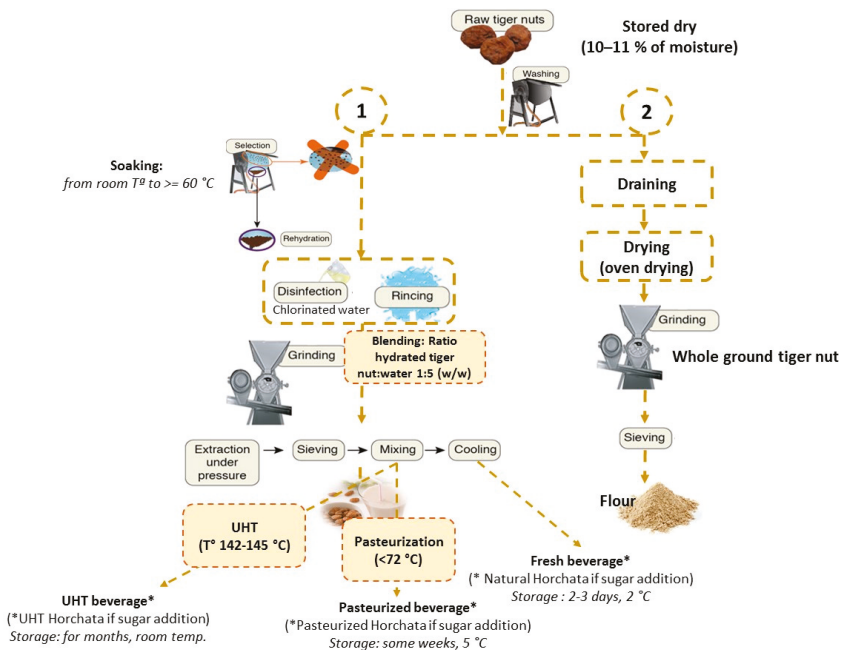 Raw tiger nuts
Stored dry
(10–11 % of moisture)
Washing
1
2
Selection
Soaking:
from room Tª to >= 60 °C
Rehydration
Draining
Drying
(oven drying)
Disinfection
Chlorinated water
Rincing
Grinding
Blending: Ratio
hydrated tiger
nut:water 1:5 (w/w)
Grinding
Whole ground tiger nut
Extraction
under
pressure
Sieving
Mixing
Cooling
Sieving
Flour
UHT
(T° 142-145 °C)
Pasteurization
(<72 °C)
Fresh beverage*
(* Natural Horchata if sugar addition)
Storage : 2-3 days, 2 °C
UHT beverage*
(*UHT Horchata if sugar addition)
Storage: for months, room temp.
Pasteurized beverage*
(*Pasteurized Horchata if sugar addition)
Storage: some weeks, 5 °C